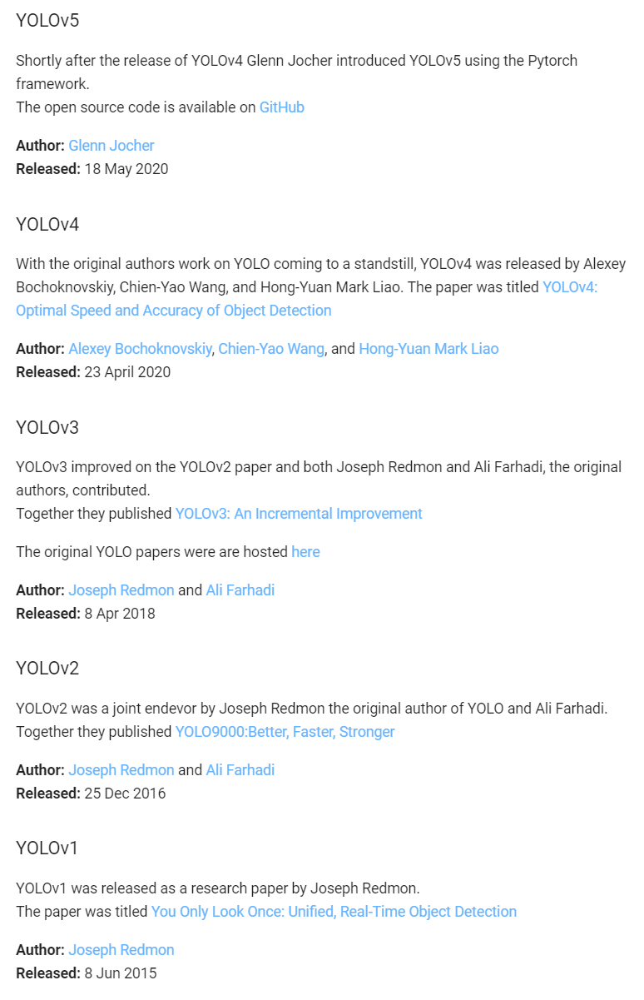 YOLOv5
Shortly after the release of YOLOv4 Glenn Jocher introduced YOLOv5 using the Pytorch
framework.
The open source code is available on GitHub
Author: Glenn Jocher
Released: 18 May 2020
YOLOv4
With the original authors work on YOLO coming to a standstill, YOLOv4 was released by Alexey
Bochoknovskiy, Chien-Yao Wang, and Hong-Yuan Mark Liao. The paper was titled YOLOv4:
Optimal Speed and Accuracy of Object Detection
Author: Alexey Bochoknovskiy, Chien-Yao Wang, and Hong-Yuan Mark Liao
Released: 23 April 2020
YOLOv3
YOLOv3 improved on the YOLOv2 paper and both Joseph Redmon and Ali Farhadi, the original
authors, contributed.
Together they published YOLOv3: An Incremental Improvement
The original YOLO papers were are hosted here
Author: Joseph Redmon and Ali Farhadi
Released: 8 Apr 2018
YOLOv2
YOLOv2 was a joint endevor by Joseph Redmon the original author of YOLO and Ali Farhadi.
Together they published YOLO9000:Better, Faster, Stronger
Author: Joseph Redmon and Ali Farhadi
Released: 25 Dec 2016
YOLOv1
YOLOv1 was released as a research paper by Joseph Redmon.
The paper was titled You Only Look Once: Unified, Real-Time Object Detection
Author: Joseph Redmon
Released: 8 Jun 2015